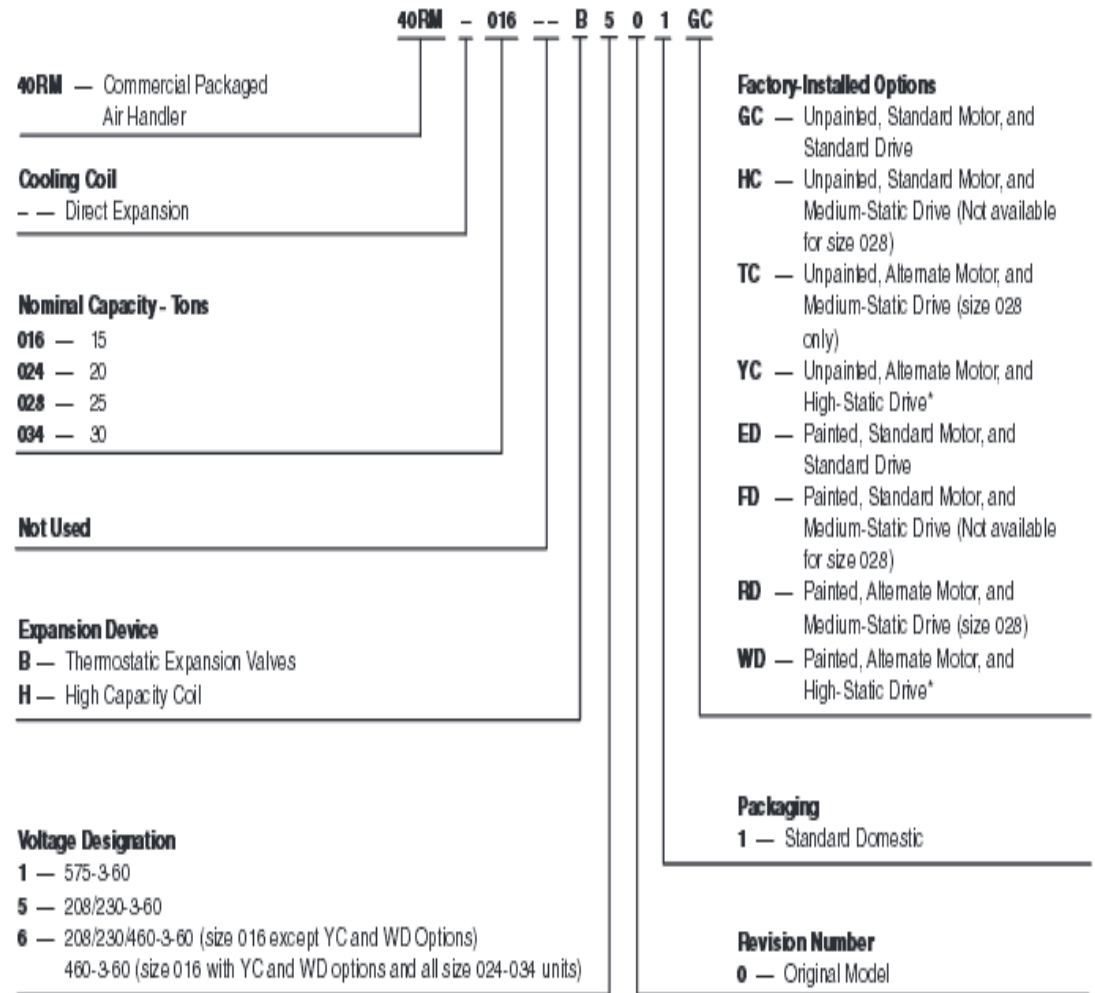 40RM – 016 – – B 5 0 1 GC
40RM — Commercial Packaged
Air Handler
Cooling Coil
– — Direct Expansion
Nominal Capacity - Tons
016 — 15
024 — 20
028 — 25
034 — 30
Not Used
Expansion Device
B — Thermostatic Expansion Valves
H — High Capacity Coil
Voltage Designation
1 — 575-3-60
5 — 208/230-3-60
6 — 208/230/460-3-60 (size 016 except YC and WD Options)
460-3-60 (size 016 with YC and WD options and all size 024-034 units)
Factory-Installed Options
GC — Unpainted, Standard Motor, and
Standard Drive
HC — Unpainted, Standard Motor, and
Medium-Static Drive (Not available
for size 028)
TC — Unpainted, Alternate Motor, and
Medium-Static Drive (size 028
only)
YC — Unpainted, Alternate Motor, and
High-Static Drive*
ED — Painted, Standard Motor, and
Standard Drive
FD — Painted, Standard Motor, and
Medium-Static Drive (Not available
for size 028)
RD — Painted, Alternate Motor, and
Medium-Static Drive (size 028)
WD — Painted, Alternate Motor, and
High-Static Drive*
Packaging
1 — Standard Domestic
Revision Number
0 — Original Model